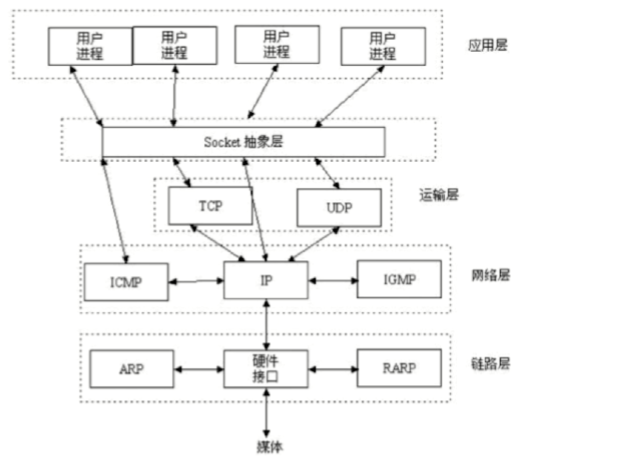 用户 用户 用户 用户
进程 进程 进程 进程
应用层
Socket 抽象层
TCP
UDP
运输层
ICMP
IP
IGMP
网络层
ARP
硬件
接口
RARP
链路层
媒体